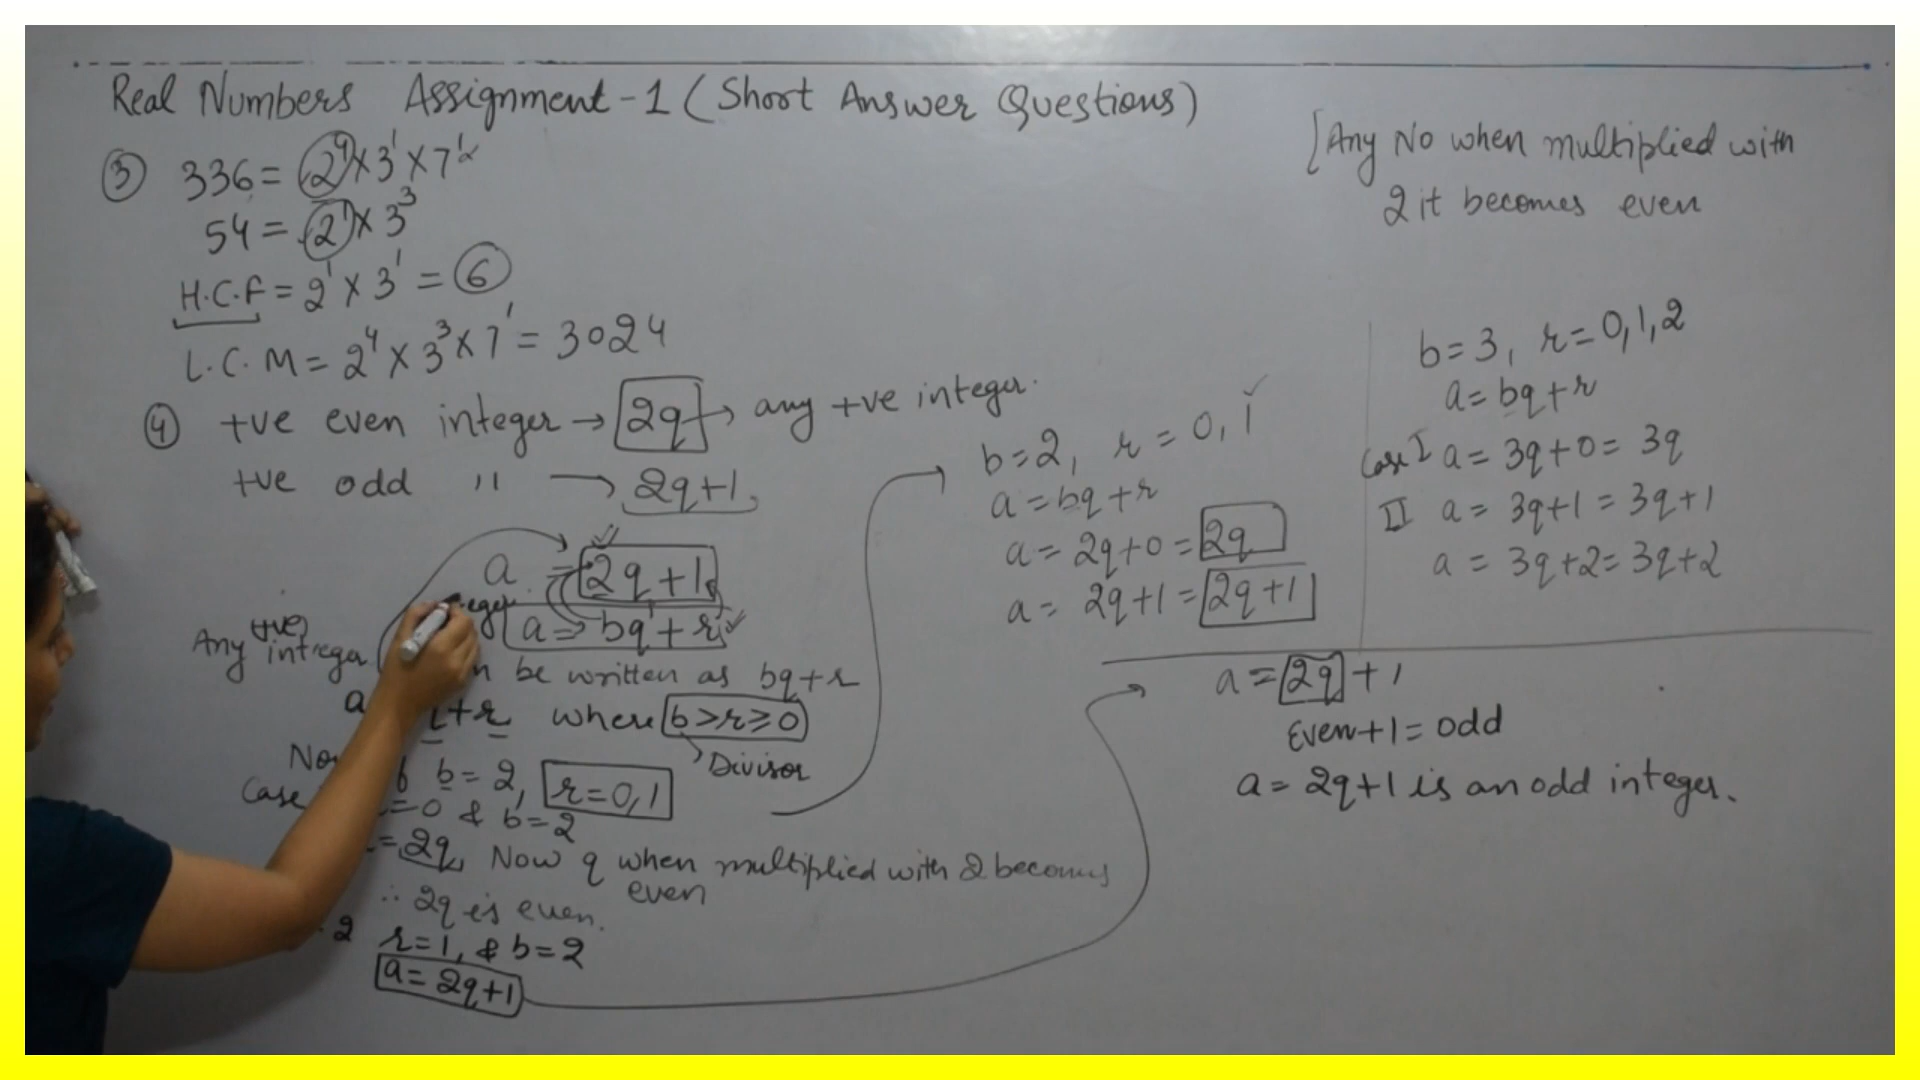 Real Numbers Assignment-1 (Short Answer Questions)
③ 336 = 2⁴ × 3¹ × 7¹
54 = 2¹ × 3³
H.C.F = 2¹ × 3¹ = 6
L.C.M = 2⁴ × 3³ × 7¹ = 3024
④ +ve even integer → 2q → any +ve integer.
+ve odd " → 2q+1
a = 2q+1
a = bq+r
Any +ve
be written as bq+r
a +r where b>r≥0
Divisor
b=2, r=0,1
Case =0 & b=2
=2q, Now q when multiplied with 2 becomes
even
∴ 2q is even.
2 r=1, & b=2
a=2q+1
[Any No when multiplied with
2 it becomes even
b=2, r=0,1
a=bq+r
a=2q+0=2q
a=2q+1=2q+1
b=3, r=0,1,2
a=bq+r
Case I a=3q+0=3q
II a=3q+1=3q+1
a=3q+2=3q+2
a=2q+1
Even+1=odd
a=2q+1 is an odd integer.